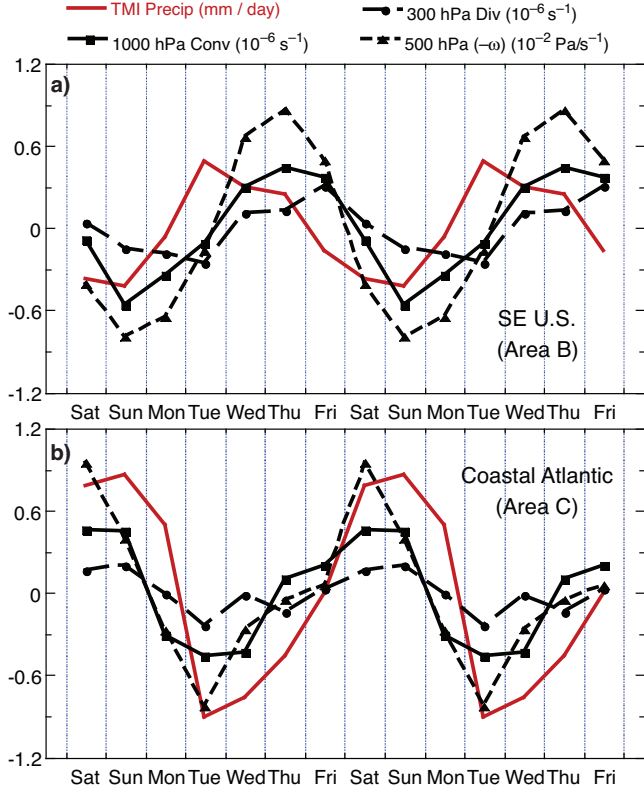 TMI Precip (mm / day)
300 hPa Div (10⁻⁶ s⁻¹)
1000 hPa Conv (10⁻⁶ s⁻¹)
500 hPa (−ω) (10⁻² Pa/s⁻¹)
1.2
a)
0.6
0
-0.6
SE U.S.
(Area B)
-1.2
Sat Sun Mon Tue Wed Thu Fri Sat Sun Mon Tue Wed Thu Fri
1.2
b)
Coastal Atlantic
(Area C)
0.6
0
-0.6
-1.2
Sat Sun Mon Tue Wed Thu Fri Sat Sun Mon Tue Wed Thu Fri